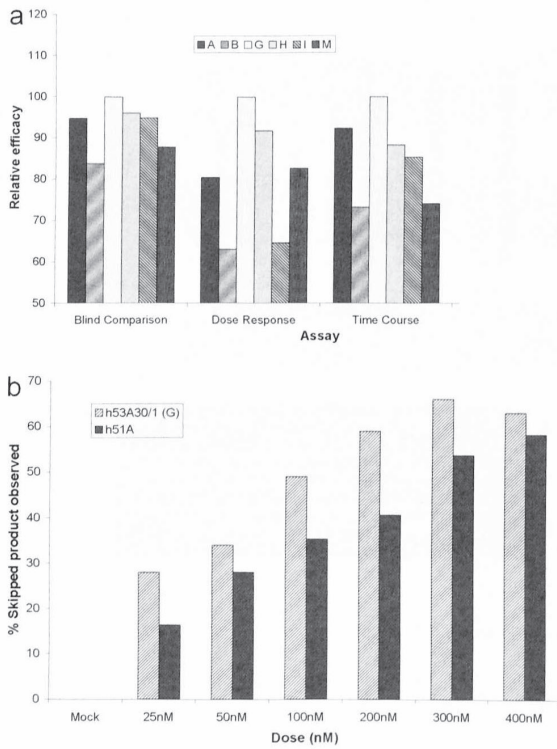 a
120
110
100
90
80
70
60
50
Relative efficacy
A B G H I M
Blind Comparison Dose Response Time Course
Assay
b
70
60
50
40
30
20
10
0
% Skipped product observed
h53A30/1 (G)
h51A
Mock 25nM 50nM 100nM 200nM 300nM 400nM
Dose (nM)